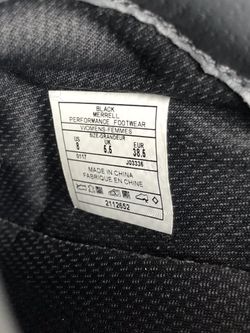 BLACK
MERRELL
PERFORMANCE FOOTWEAR
WOMENS-FEMMES
SIZE-GRANDEUR
US UK EUR
8 5.5 38.5
0117 J03336
MADE IN CHINA
FABRIQUE EN CHINE
2112652